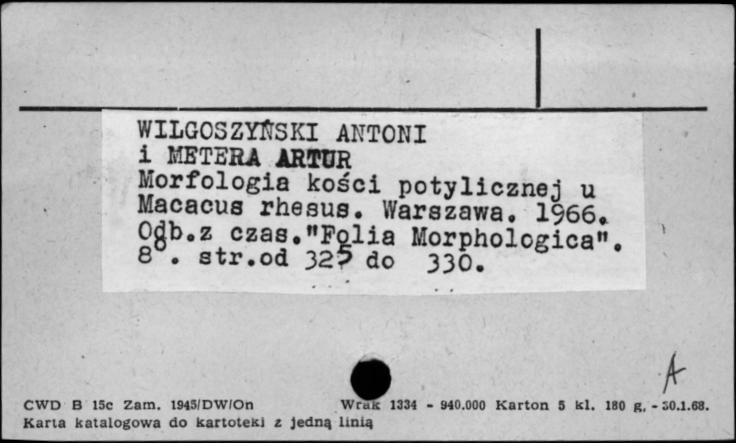 WILGOSZYŃSKI ANTONI
i METERA ARTUR
Morfologia kości potylicznej u
Macacus rhesus. Warszawa. 1966.
Odb.z czas."Folia Morphologica".
8°. str.od 325 do 330.
A
CWD B 15c Zam. 1945/DW/On Wrak 1334 - 940.000 Karton 5 kl. 180 g. - 30.1.68.
Karta katalogowa do kartoteki z jedną linią